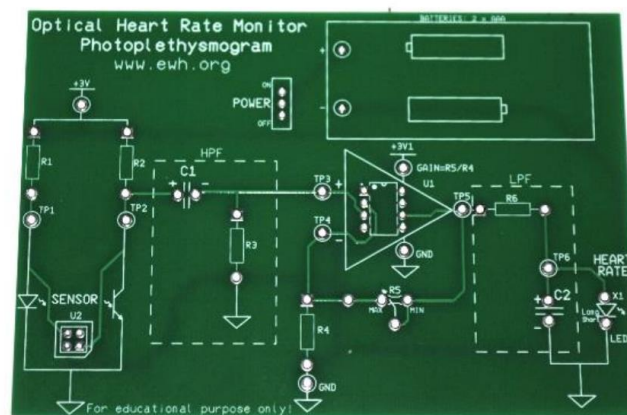 Optical Heart Rate Monitor
Photoplethysmogram
www.ewh.org
BATTERIES: 2 x AAA
+
-
ON
POWER
OFF
+3V
R1
R2
HPF
C1
+ -
R3
TP1
TP2
TP3
TP4
+
-
+3V1
GAIN=R5/R4
U1
TP5
GND
LPF
R6
TP6
HEART
RATE
X1
C2
+
-
Long
Short
LED
SENSOR
U2
R5
MAX
MIN
R4
GND
For educational purpose only!